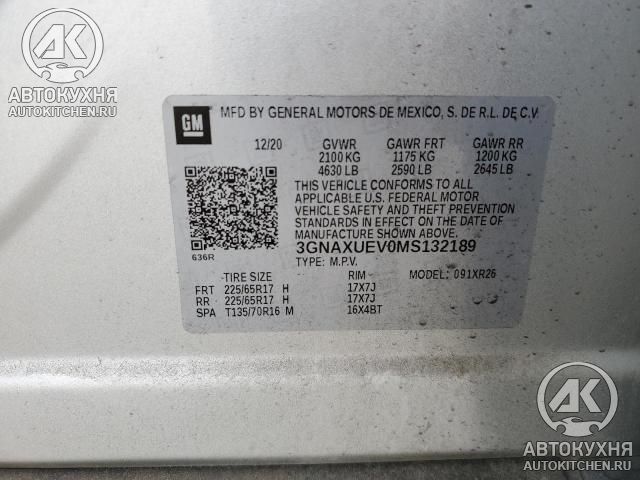 AK
АВТОКУХНЯ
AUTOKITCHEN.RU
GM
MFD BY GENERAL MOTORS DE MEXICO, S. DE R.L. DE C.V.
12/20 GVWR GAWR FRT GAWR RR
2100 KG 1175 KG 1200 KG
4630 LB 2590 LB 2645 LB
THIS VEHICLE CONFORMS TO ALL
APPLICABLE U.S. FEDERAL MOTOR
VEHICLE SAFETY AND THEFT PREVENTION
STANDARDS IN EFFECT ON THE DATE OF
MANUFACTURE SHOWN ABOVE.
3GNAXUEV0MS132189
636R
TYPE: M.P.V. MODEL: 091XR26
TIRE SIZE RIM
FRT 225/65R17 H 17X7J
RR 225/65R17 H 17X7J
SPA T135/70R16 M 16X4BT
AK
АВТОКУХНЯ
AUTOKITCHEN.RU